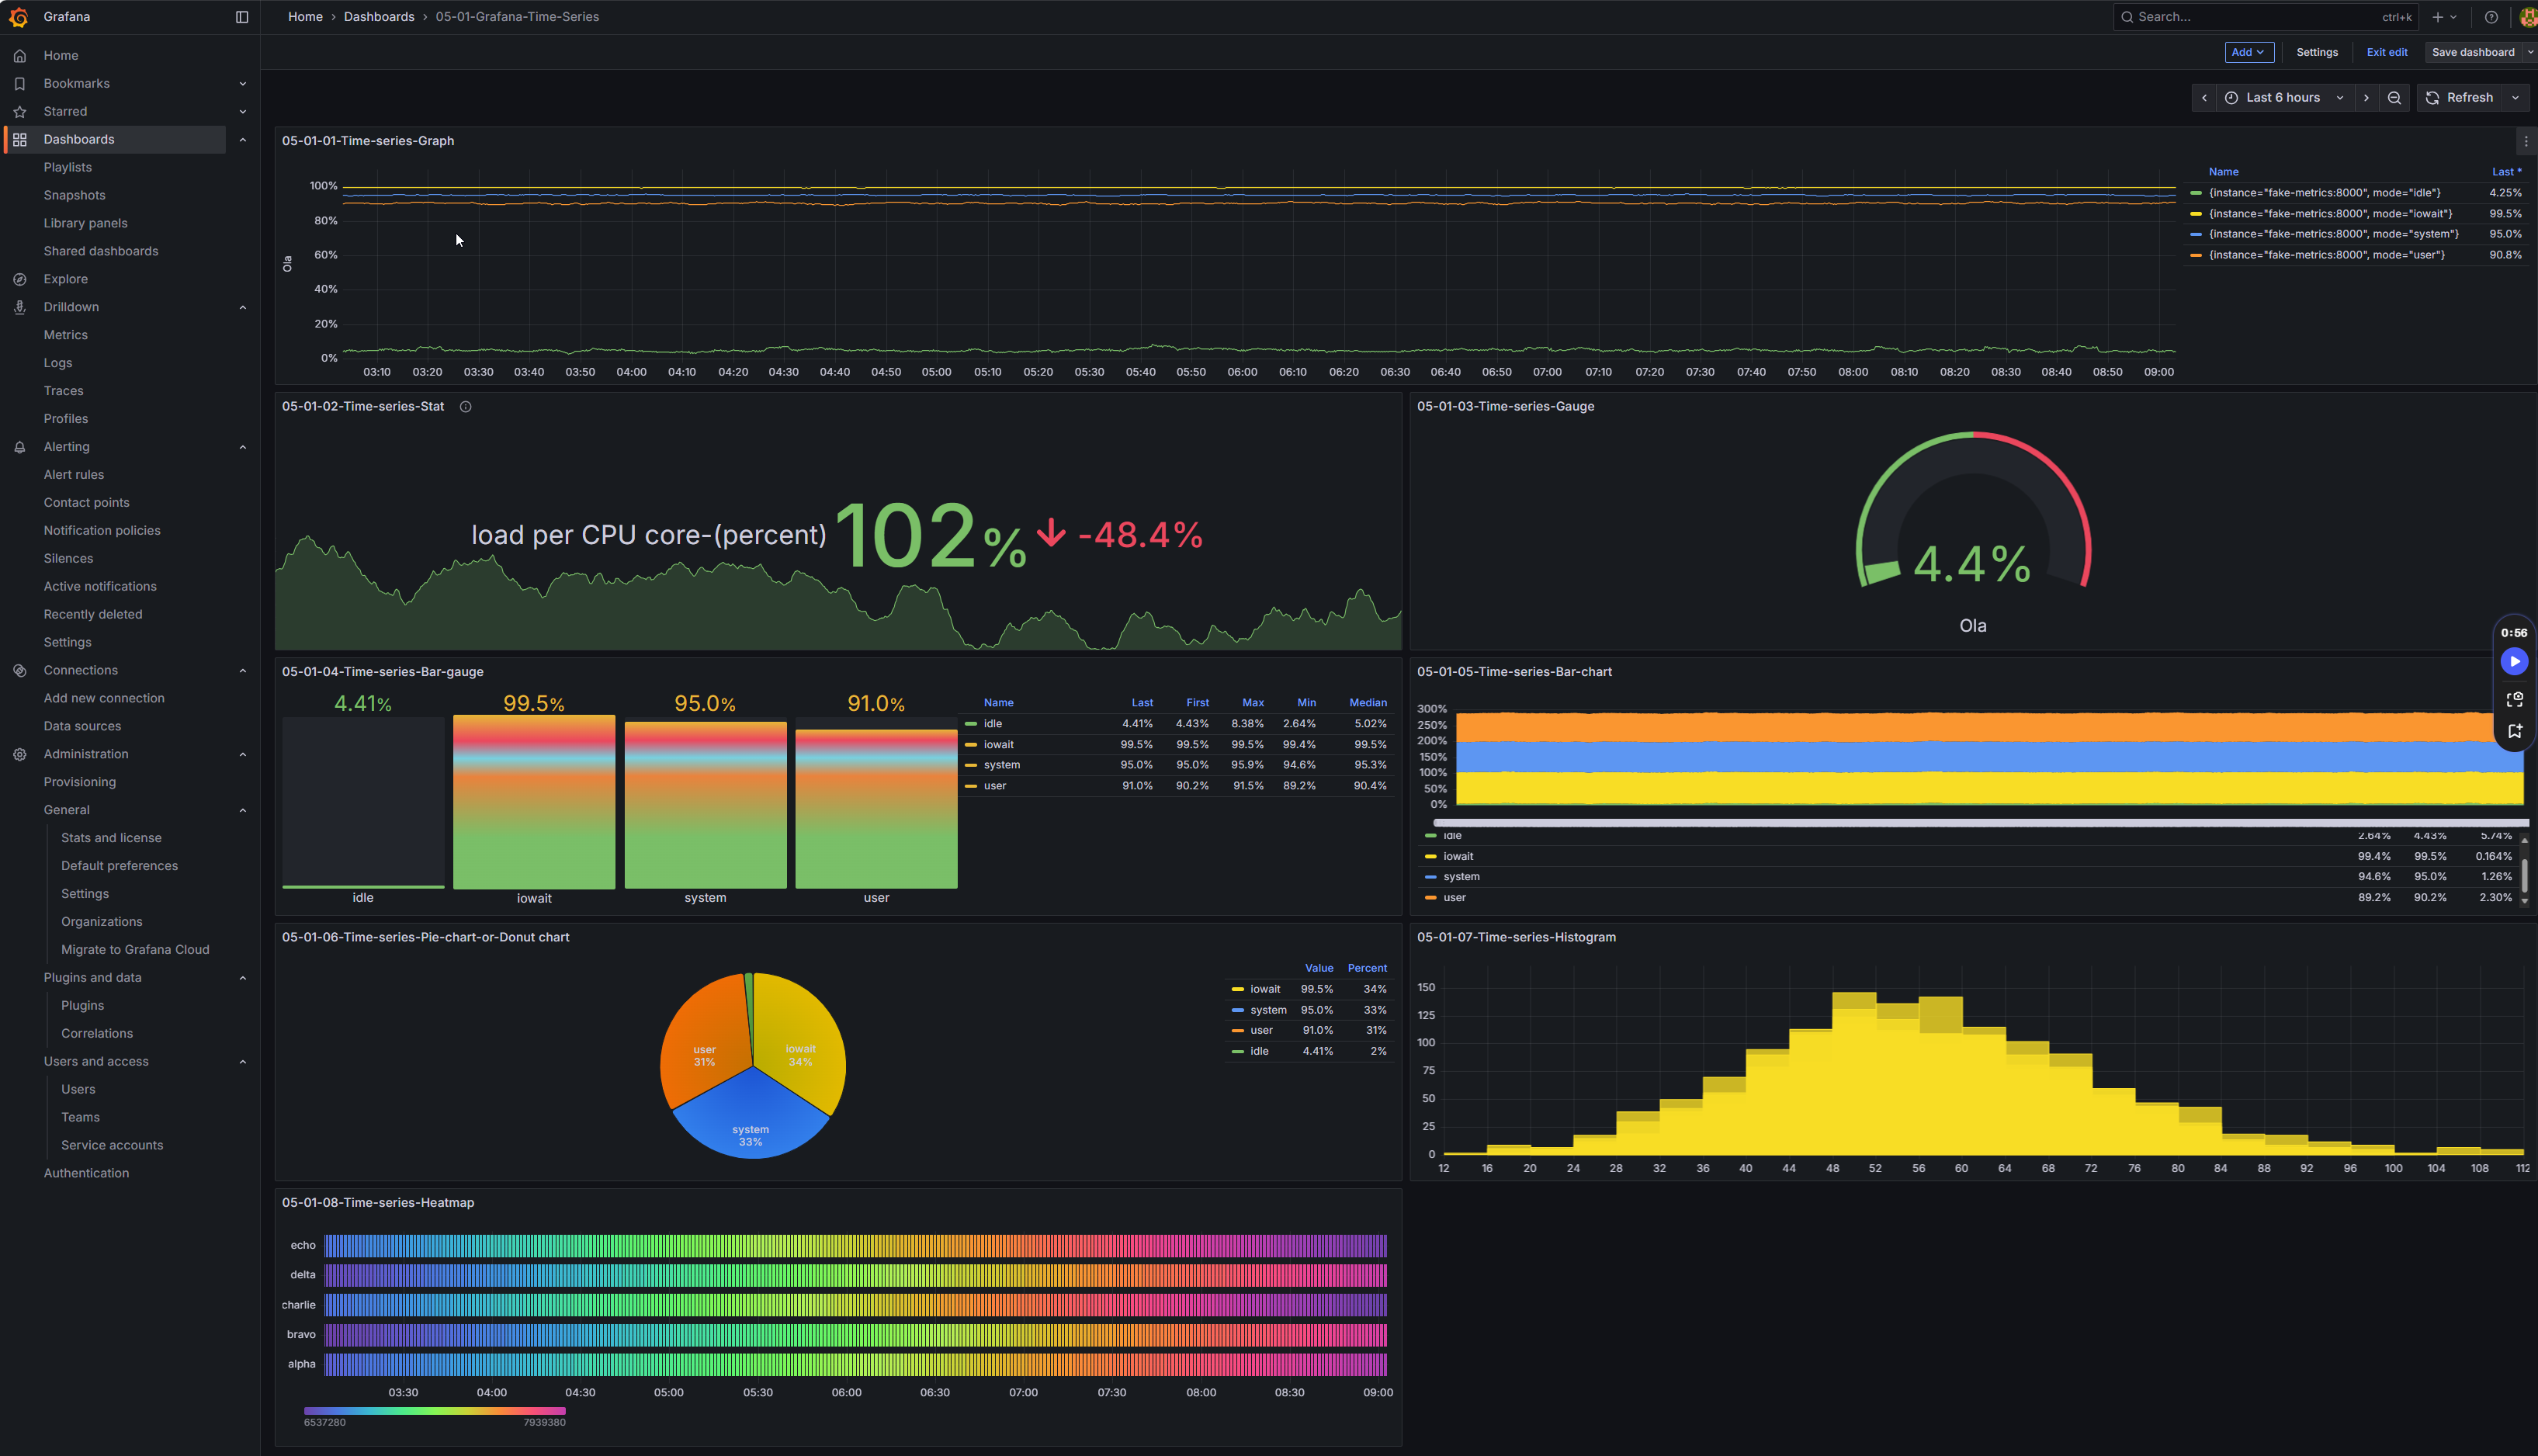 Grafana
Home › Dashboards › 05-01-Grafana-Time-Series
Search... ctrl+k
Add Settings Exit edit Save dashboard
Last 6 hours Refresh
Home
Bookmarks
Starred
Dashboards
Playlists
Snapshots
Library panels
Shared dashboards
Explore
Drilldown
Metrics
Logs
Traces
Profiles
Alerting
Alert rules
Contact points
Notification policies
Silences
Active notifications
Recently deleted
Settings
Connections
Add new connection
Data sources
Administration
Provisioning
General
Stats and license
Default preferences
Settings
Organizations
Migrate to Grafana Cloud
Plugins and data
Plugins
Correlations
Users and access
Users
Teams
Service accounts
Authentication
05-01-01-Time-series-Graph
Ola
100%
80%
60%
40%
20%
0%
03:10 03:20 03:30 03:40 03:50 04:00 04:10 04:20 04:30 04:40 04:50 05:00 05:10 05:20 05:30 05:40 05:50 06:00 06:10 06:20 06:30 06:40 06:50 07:00 07:10 07:20 07:30 07:40 07:50 08:00 08:10 08:20 08:30 08:40 08:50 09:00
Name Last *
{instance="fake-metrics:8000", mode="idle"} 4.25%
{instance="fake-metrics:8000", mode="iowait"} 99.5%
{instance="fake-metrics:8000", mode="system"} 95.0%
{instance="fake-metrics:8000", mode="user"} 90.8%
05-01-02-Time-series-Stat
load per CPU core-(percent) 102% -48.4%
05-01-03-Time-series-Gauge
4.4%
Ola
0:56
05-01-04-Time-series-Bar-gauge
4.41% 99.5% 95.0% 91.0%
idle iowait system user
Name Last First Max Min Median
idle 4.41% 4.43% 8.38% 2.64% 5.02%
iowait 99.5% 99.5% 99.5% 99.4% 99.5%
system 95.0% 95.0% 95.9% 94.6% 95.3%
user 91.0% 90.2% 91.5% 89.2% 90.4%
05-01-05-Time-series-Bar-chart
300%
250%
200%
150%
100%
50%
0%
idle 2.64% 4.43% 5.74%
iowait 99.4% 99.5% 0.164%
system 94.6% 95.0% 1.26%
user 89.2% 90.2% 2.30%
05-01-06-Time-series-Pie-chart-or-Donut chart
user
31%
iowait
34%
system
33%
Value Percent
iowait 99.5% 34%
system 95.0% 33%
user 91.0% 31%
idle 4.41% 2%
05-01-07-Time-series-Histogram
150
125
100
75
50
25
0
12 16 20 24 28 32 36 40 44 48 52 56 60 64 68 72 76 80 84 88 92 96 100 104 108 112
05-01-08-Time-series-Heatmap
echo
delta
charlie
bravo
alpha
03:30 04:00 04:30 05:00 05:30 06:00 06:30 07:00 07:30 08:00 08:30 09:00
6537280 7939380